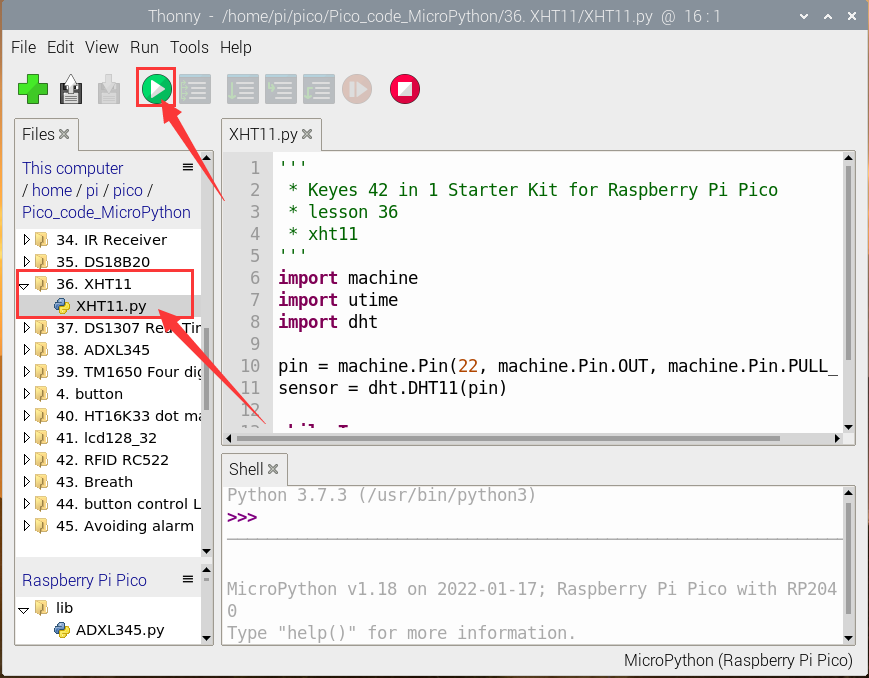 Thonny - /home/pi/pico/Pico_code_MicroPython/36. XHT11/XHT11.py @ 16 : 1
File Edit View Run Tools Help
Files
This computer
/ home / pi / pico /
Pico_code_MicroPython
34. IR Receiver
35. DS18B20
36. XHT11
XHT11.py
37. DS1307 Real Tir
38. ADXL345
39. TM1650 Four dig
4. button
40. HT16K33 dot ma
41. lcd128_32
42. RFID RC522
43. Breath
44. button control L
45. Avoiding alarm
Raspberry Pi Pico
lib
ADXL345.py
XHT11.py
1 '''
2 * Keyes 42 in 1 Starter Kit for Raspberry Pi Pico
3 * lesson 36
4 * xht11
5 '''
6 import machine
7 import utime
8 import dht
9
10 pin = machine.Pin(22, machine.Pin.OUT, machine.Pin.PULL_
11 sensor = dht.DHT11(pin)
12
Shell
Python 3.7.3 (/usr/bin/python3)
>>>
MicroPython v1.18 on 2022-01-17; Raspberry Pi Pico with RP204
0
Type "help()" for more information.
MicroPython (Raspberry Pi Pico)